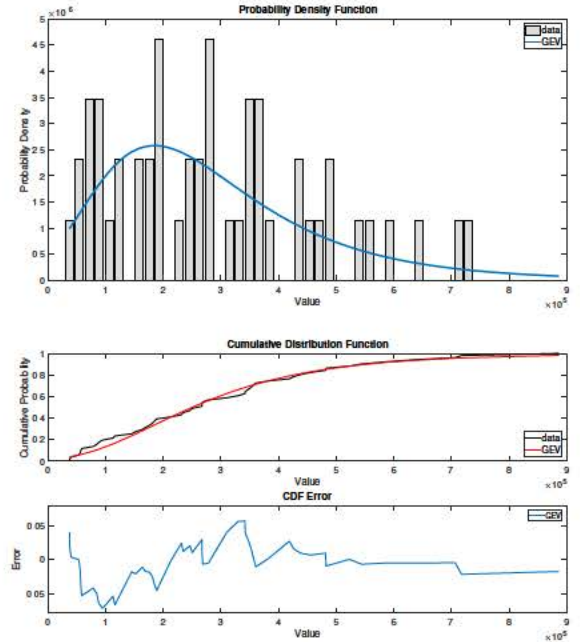 Probability Density Function
5 ×10 6
4 5
4
3 5
3
2 5
2
1 5
1
0 5
0
Probability Density
data
GEV
0 1 2 3 4 5 6 7 8 9
×10⁵
Value
Cumulative Distribution Function
1
0 8
0 6
0 4
0 2
0
Cumulative Probability
data
GEV
0 1 2 3 4 5 6 7 8 9
×10⁵
Value
CDF Error
0 05
0
0 05
Error
GEV
0 1 2 3 4 5 6 7 8 9
×10⁵
Value